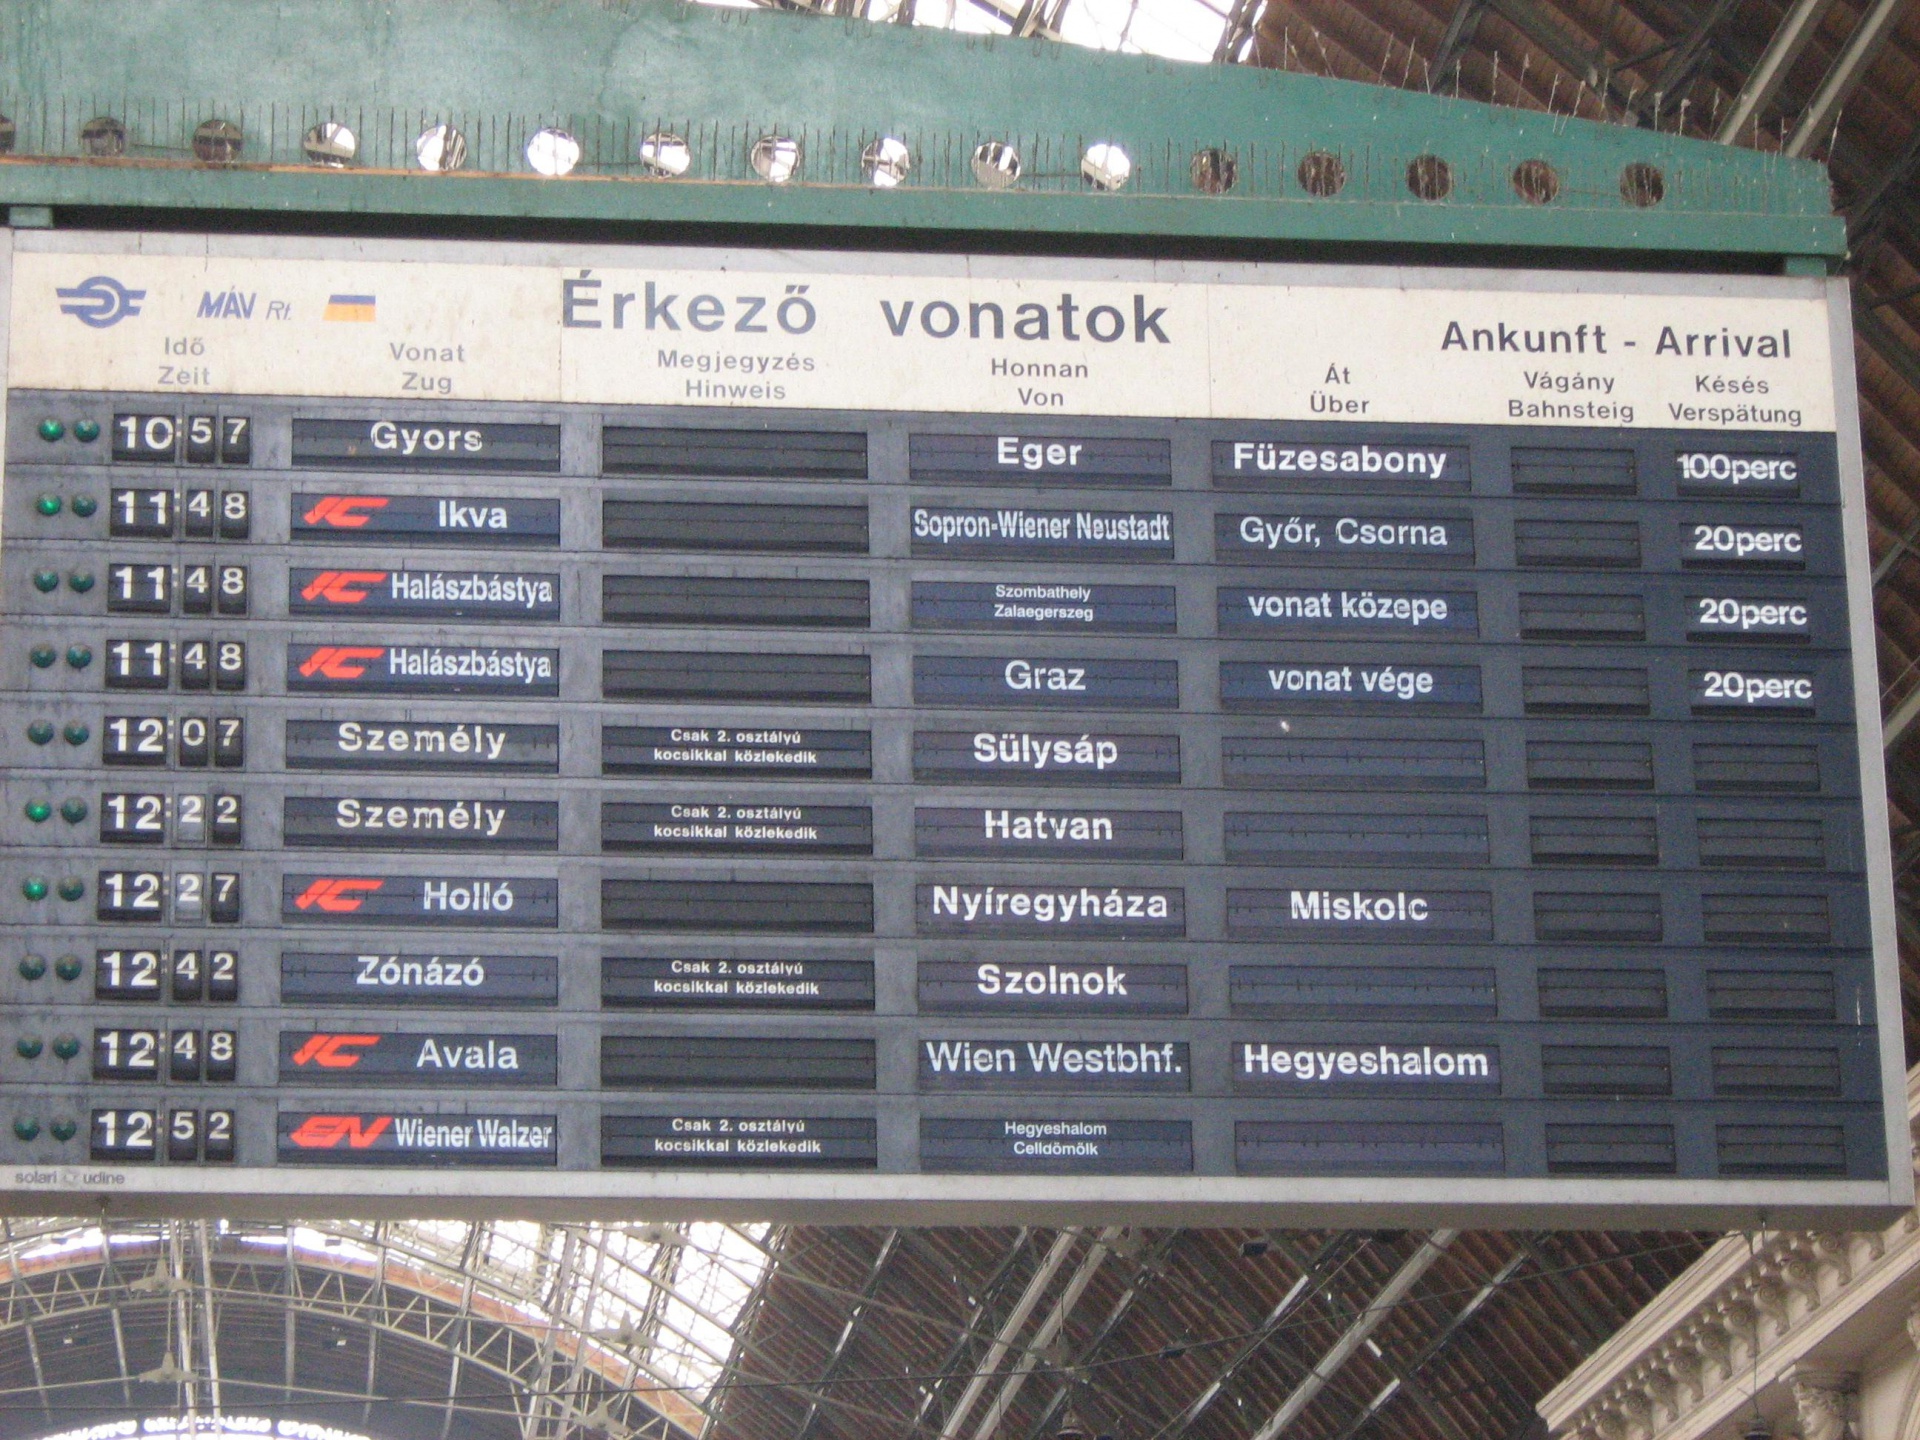 MÁV Rt.
Érkező vonatok
Ankunft - Arrival
Idő Vonat Megjegyzés Honnan Át Vágány Késés
Zeit Zug Hinweis Von Über Bahnsteig Verspätung
10:57 Gyors Eger Füzesabony 100perc
11:48 IC Ikva Sopron-Wiener Neustadt Győr, Csorna 20perc
11:48 IC Halászbástya Szombathely Zalaegerszeg vonat közepe 20perc
11:48 IC Halászbástya Graz vonat vége 20perc
12:07 Személy Csak 2. osztályú kocsikkal közlekedik Sülysáp
12:22 Személy Csak 2. osztályú kocsikkal közlekedik Hatvan
12:27 IC Holló Nyíregyháza Miskolc
12:42 Zónázó Csak 2. osztályú kocsikkal közlekedik Szolnok
12:48 IC Avala Wien Westbhf. Hegyeshalom
12:52 EN Wiener Walzer Csak 2. osztályú kocsikkal közlekedik Hegyeshalom Celldömölk
solari udine